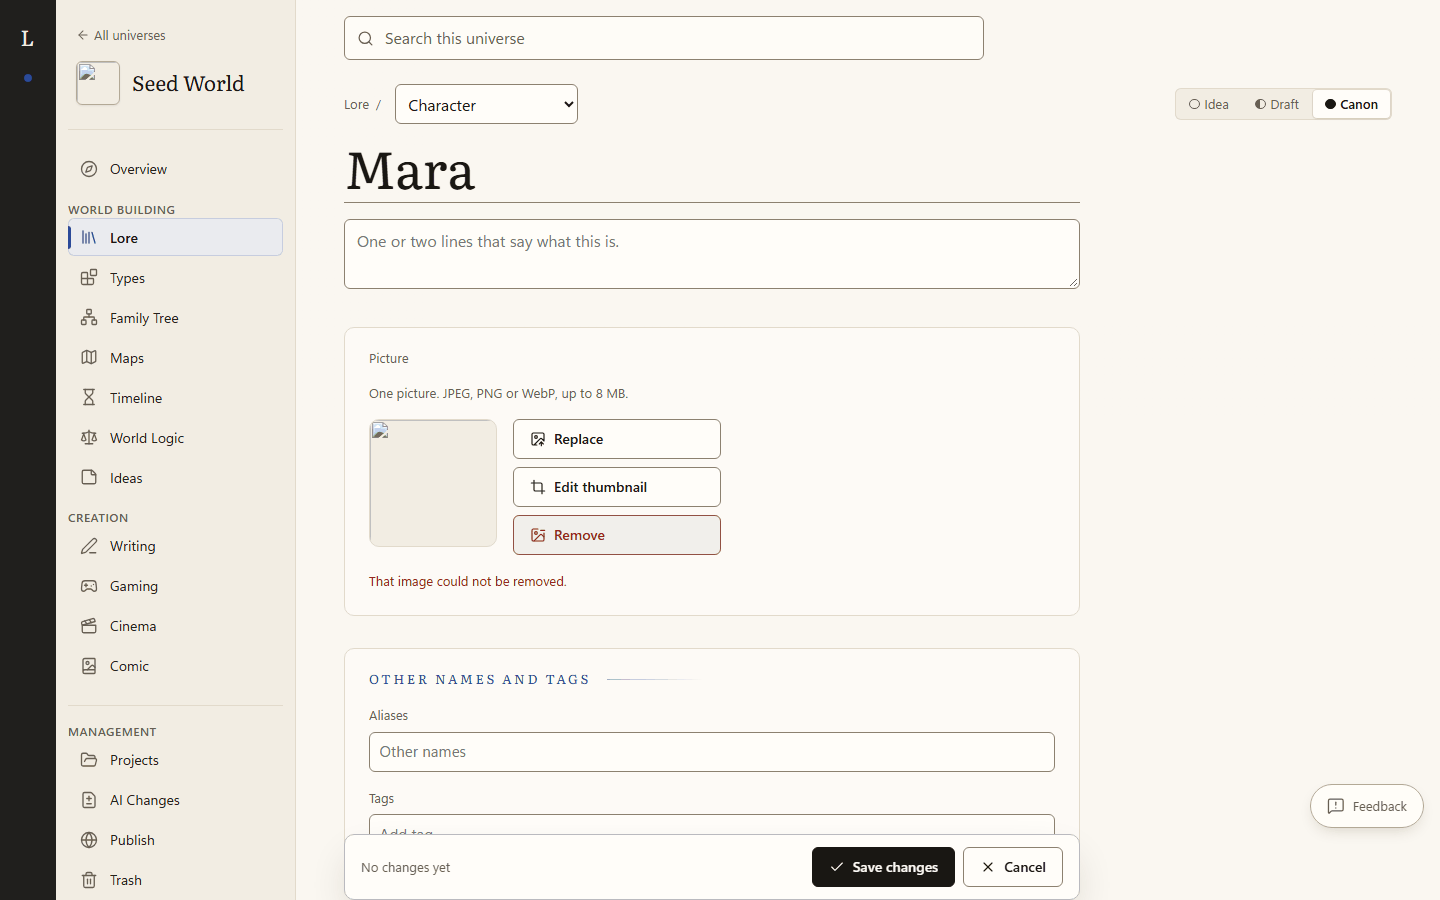 L
All universes
Seed World
Overview
WORLD BUILDING
Lore
Types
Family Tree
Maps
Timeline
World Logic
Ideas
CREATION
Writing
Gaming
Cinema
Comic
MANAGEMENT
Projects
AI Changes
Publish
Trash
Search this universe
Lore / Character
Idea Draft Canon
Mara
One or two lines that say what this is.
Picture
One picture. JPEG, PNG or WebP, up to 8 MB.
Replace
Edit thumbnail
Remove
That image could not be removed.
OTHER NAMES AND TAGS
Aliases
Other names
Tags
Add tag
No changes yet
Save changes
Cancel
Feedback